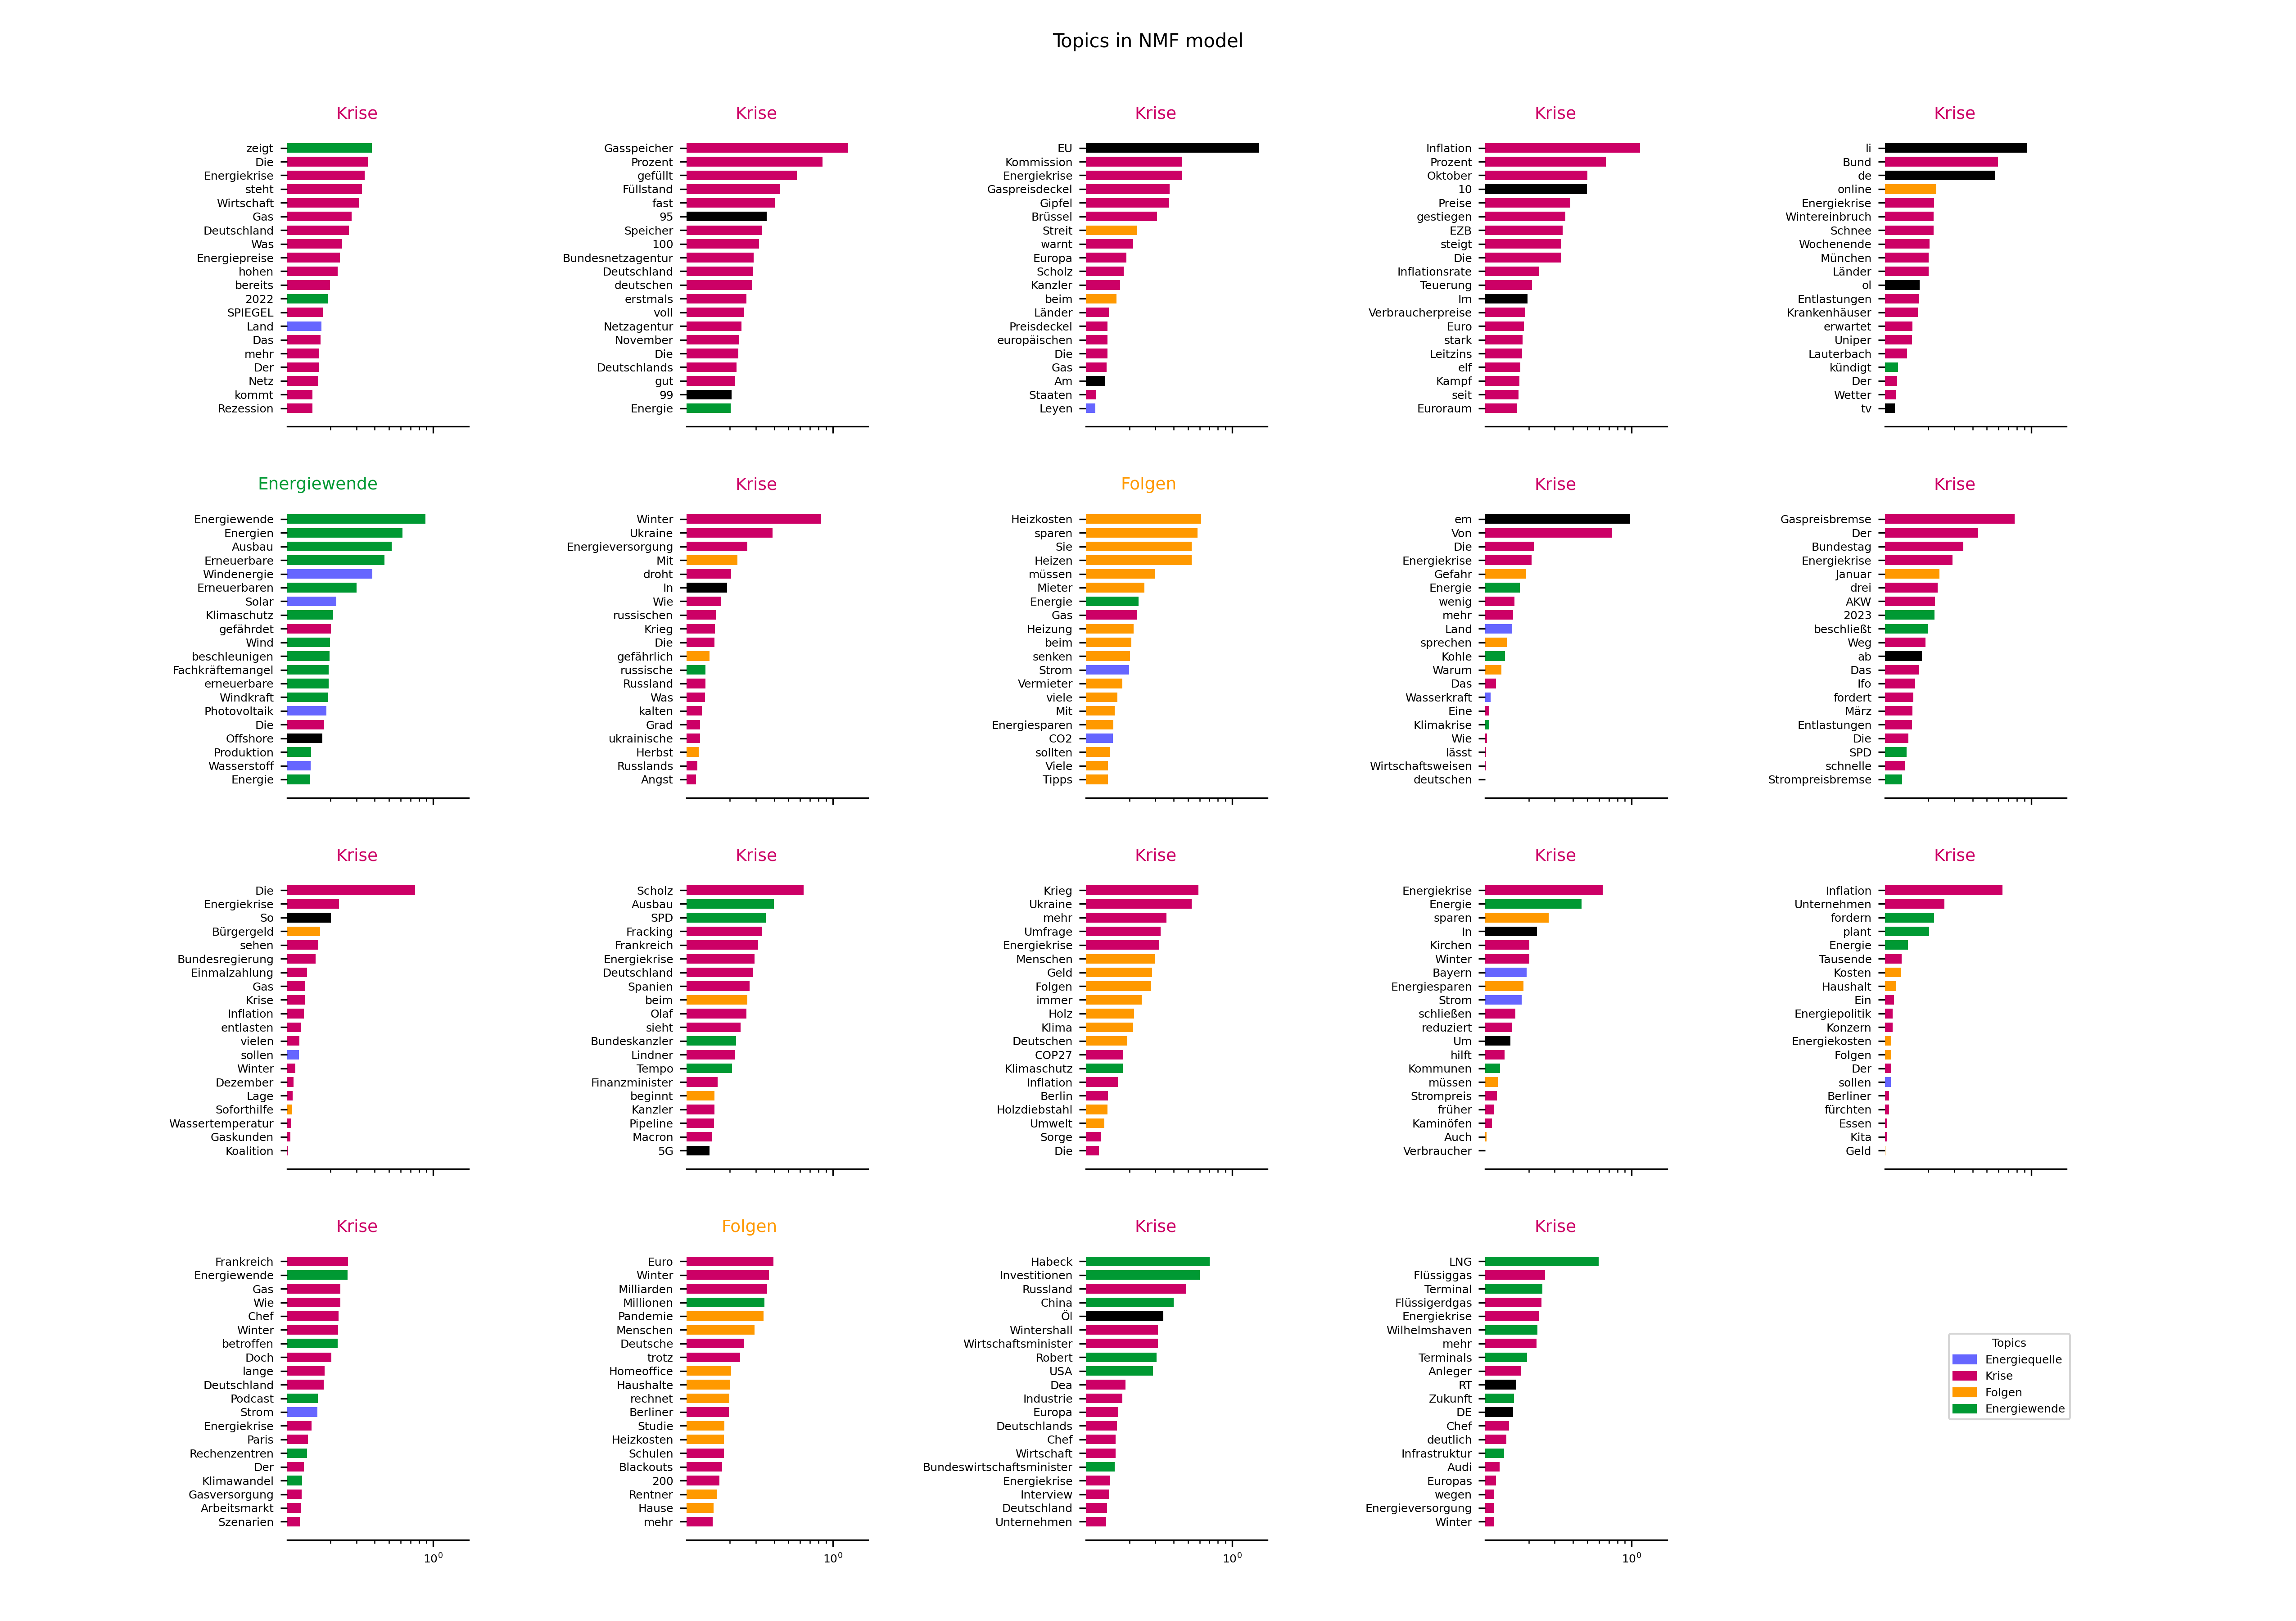 Topics in NMF model
Krise
zeigt
Die
Energiekrise
steht
Wirtschaft
Gas
Deutschland
Was
Energiepreise
hohen
bereits
2022
SPIEGEL
Land
Das
mehr
Der
Netz
kommt
Rezession
Krise
Gasspeicher
Prozent
gefüllt
Füllstand
fast
95
Speicher
100
Bundesnetzagentur
Deutschland
deutschen
erstmals
voll
Netzagentur
November
Die
Deutschlands
gut
99
Energie
Krise
EU
Kommission
Energiekrise
Gaspreisdeckel
Gipfel
Brüssel
Streit
warnt
Europa
Scholz
Kanzler
beim
Länder
Preisdeckel
europäischen
Die
Gas
Am
Staaten
Leyen
Krise
Inflation
Prozent
Oktober
10
Preise
gestiegen
EZB
steigt
Die
Inflationsrate
Teuerung
Im
Verbraucherpreise
Euro
stark
Leitzins
elf
Kampf
seit
Euroraum
Krise
li
Bund
de
online
Energiekrise
Wintereinbruch
Schnee
Wochenende
München
Länder
ol
Entlastungen
Krankenhäuser
erwartet
Uniper
Lauterbach
kündigt
Der
Wetter
tv
Energiewende
Energiewende
Energien
Ausbau
Erneuerbare
Windenergie
Erneuerbaren
Solar
Klimaschutz
gefährdet
Wind
beschleunigen
Fachkräftemangel
erneuerbare
Windkraft
Photovoltaik
Die
Offshore
Produktion
Wasserstoff
Energie
Krise
Winter
Ukraine
Energieversorgung
Mit
droht
In
Wie
russischen
Krieg
Die
gefährlich
russische
Russland
Was
kalten
Grad
ukrainische
Herbst
Russlands
Angst
Folgen
Heizkosten
sparen
Sie
Heizen
müssen
Mieter
Energie
Gas
Heizung
beim
senken
Strom
Vermieter
viele
Mit
Energiesparen
CO2
sollten
Viele
Tipps
Krise
em
Von
Die
Energiekrise
Gefahr
Energie
wenig
mehr
Land
sprechen
Kohle
Warum
Das
Wasserkraft
Eine
Klimakrise
Wie
lässt
Wirtschaftsweisen
deutschen
Krise
Gaspreisbremse
Der
Bundestag
Energiekrise
Januar
drei
AKW
2023
beschließt
Weg
ab
Das
Ifo
fordert
März
Entlastungen
Die
SPD
schnelle
Strompreisbremse
Krise
Die
Energiekrise
So
Bürgergeld
sehen
Bundesregierung
Einmalzahlung
Gas
Krise
Inflation
entlasten
vielen
sollen
Winter
Dezember
Lage
Soforthilfe
Wassertemperatur
Gaskunden
Koalition
Krise
Scholz
Ausbau
SPD
Fracking
Frankreich
Energiekrise
Deutschland
Spanien
beim
Olaf
sieht
Bundeskanzler
Lindner
Tempo
Finanzminister
beginnt
Kanzler
Pipeline
Macron
5G
Krise
Krieg
Ukraine
mehr
Umfrage
Energiekrise
Menschen
Geld
Folgen
immer
Holz
Klima
Deutschen
COP27
Klimaschutz
Inflation
Berlin
Holzdiebstahl
Umwelt
Sorge
Die
Krise
Energiekrise
Energie
sparen
In
Kirchen
Winter
Bayern
Energiesparen
Strom
schließen
reduziert
Um
hilft
Kommunen
müssen
Strompreis
früher
Kaminöfen
Auch
Verbraucher
Krise
Inflation
Unternehmen
fordern
plant
Energie
Tausende
Kosten
Haushalt
Ein
Energiepolitik
Konzern
Energiekosten
Folgen
Der
sollen
Berliner
fürchten
Essen
Kita
Geld
Krise
Frankreich
Energiewende
Gas
Wie
Chef
Winter
betroffen
Doch
lange
Deutschland
Podcast
Strom
Energiekrise
Paris
Rechenzentren
Der
Klimawandel
Gasversorgung
Arbeitsmarkt
Szenarien
10⁰
Folgen
Euro
Winter
Milliarden
Millionen
Pandemie
Menschen
Deutsche
trotz
Homeoffice
Haushalte
rechnet
Berliner
Studie
Heizkosten
Schulen
Blackouts
200
Rentner
Hause
mehr
10⁰
Krise
Habeck
Investitionen
Russland
China
Öl
Wintershall
Wirtschaftsminister
Robert
USA
Dea
Industrie
Europa
Deutschlands
Chef
Wirtschaft
Bundeswirtschaftsminister
Energiekrise
Interview
Deutschland
Unternehmen
10⁰
Krise
LNG
Flüssiggas
Terminal
Flüssigerdgas
Energiekrise
Wilhelmshaven
mehr
Terminals
Anleger
RT
Zukunft
DE
Chef
deutlich
Infrastruktur
Audi
Europas
wegen
Energieversorgung
Winter
10⁰
Topics
Energiequelle
Krise
Folgen
Energiewende